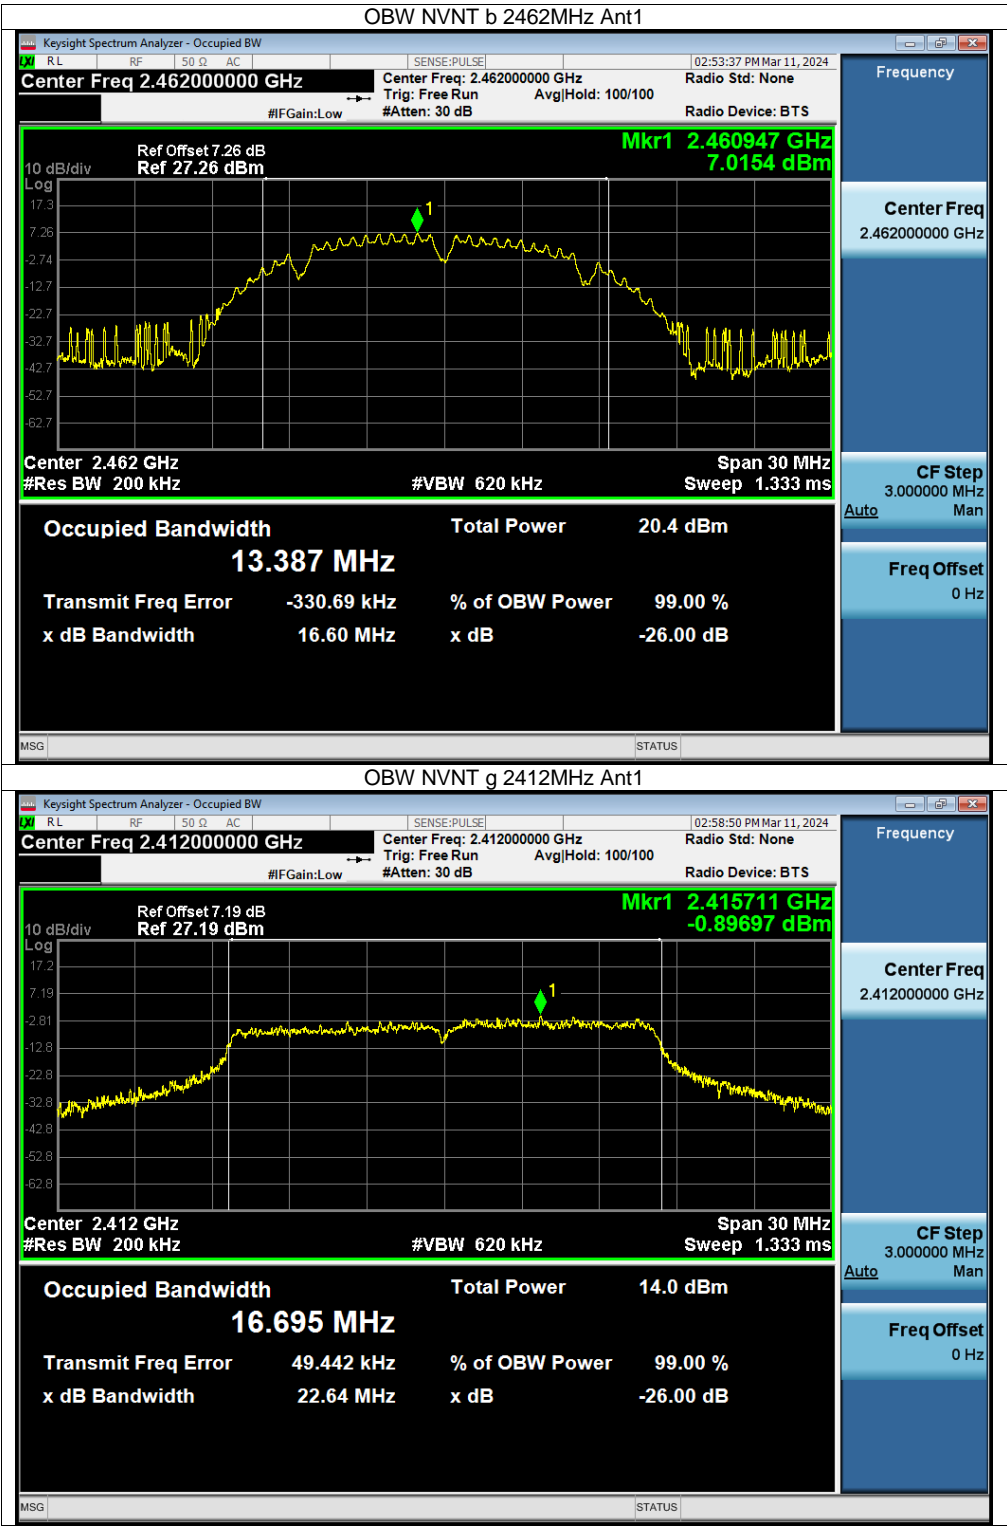 OBW NVNT b 2462MHz Ant1
Keysight Spectrum Analyzer - Occupied BW
LXI RL RF 50 Ω AC SENSE:PULSE 02:53:37 PM Mar 11, 2024
Center Freq 2.462000000 GHz
Center Freq: 2.462000000 GHz Radio Std: None
Trig: Free Run Avg|Hold: 100/100
#IFGain:Low #Atten: 30 dB Radio Device: BTS
Frequency
Mkr1 2.460947 GHz
7.0154 dBm
Ref Offset 7.26 dB
10 dB/div Ref 27.26 dBm
Log
17.3
7.26
-2.74
-12.7
-22.7
-32.7
-42.7
-52.7
-62.7
1
Center 2.462 GHz Span 30 MHz
#Res BW 200 kHz #VBW 620 kHz Sweep 1.333 ms
Center Freq
2.462000000 GHz
CF Step
3.000000 MHz
Auto Man
Freq Offset
0 Hz
Occupied Bandwidth Total Power 20.4 dBm
13.387 MHz
Transmit Freq Error -330.69 kHz % of OBW Power 99.00 %
x dB Bandwidth 16.60 MHz x dB -26.00 dB
MSG STATUS
OBW NVNT g 2412MHz Ant1
Keysight Spectrum Analyzer - Occupied BW
LXI RL RF 50 Ω AC SENSE:PULSE 02:58:50 PM Mar 11, 2024
Center Freq 2.412000000 GHz
Center Freq: 2.412000000 GHz Radio Std: None
Trig: Free Run Avg|Hold: 100/100
#IFGain:Low #Atten: 30 dB Radio Device: BTS
Frequency
Mkr1 2.415711 GHz
-0.89697 dBm
Ref Offset 7.19 dB
10 dB/div Ref 27.19 dBm
Log
17.2
7.19
-2.81
-12.8
-22.8
-32.8
-42.8
-52.8
-62.8
1
Center 2.412 GHz Span 30 MHz
#Res BW 200 kHz #VBW 620 kHz Sweep 1.333 ms
Center Freq
2.412000000 GHz
CF Step
3.000000 MHz
Auto Man
Freq Offset
0 Hz
Occupied Bandwidth Total Power 14.0 dBm
16.695 MHz
Transmit Freq Error 49.442 kHz % of OBW Power 99.00 %
x dB Bandwidth 22.64 MHz x dB -26.00 dB
MSG STATUS